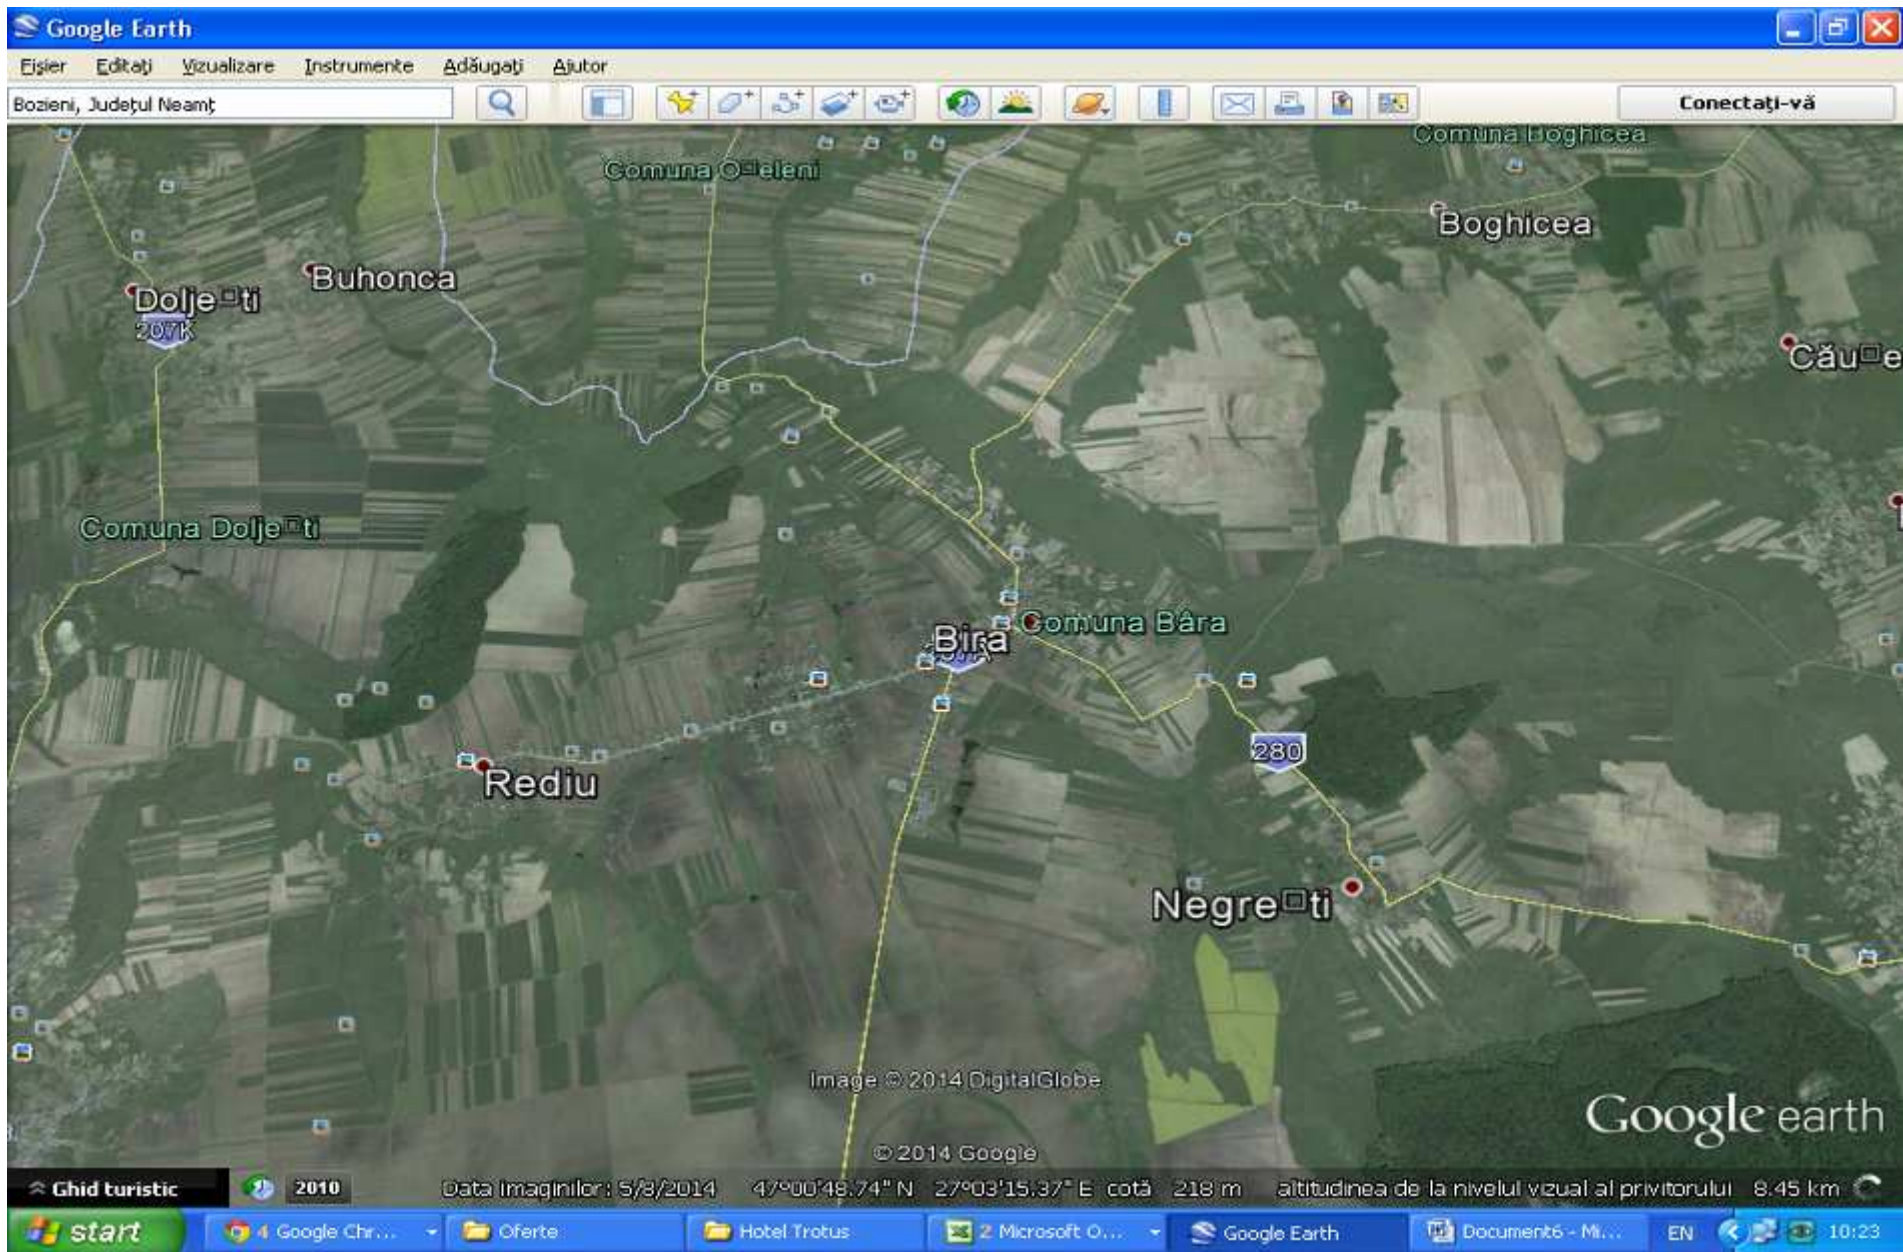 Google Earth
Fișier Editați Vizualizare Instrumente Adăugați Ajutor
Bozieni, Județul Neamț
Conectați-vă
Comuna Boghicea
Comuna O□eleni
Boghicea
Buhonca
Dolje□ti
207K
Cău□e
Comuna Dolje□ti
Comuna Bâra
Bira
280
Rediu
Negre□ti
Image © 2014 DigitalGlobe
Google earth
© 2014 Google
Ghid turistic 2010 Data Imaginilor: 5/8/2014 47°00'48.74" N 27°03'15.37" E cotă 218 m altitudinea de la nivelul vizual al privitorului 8.45 km
start 4 Google Chr... Oferte Hotel Trotus 2 Microsoft O... Google Earth Document6 - Mi... EN 10:23